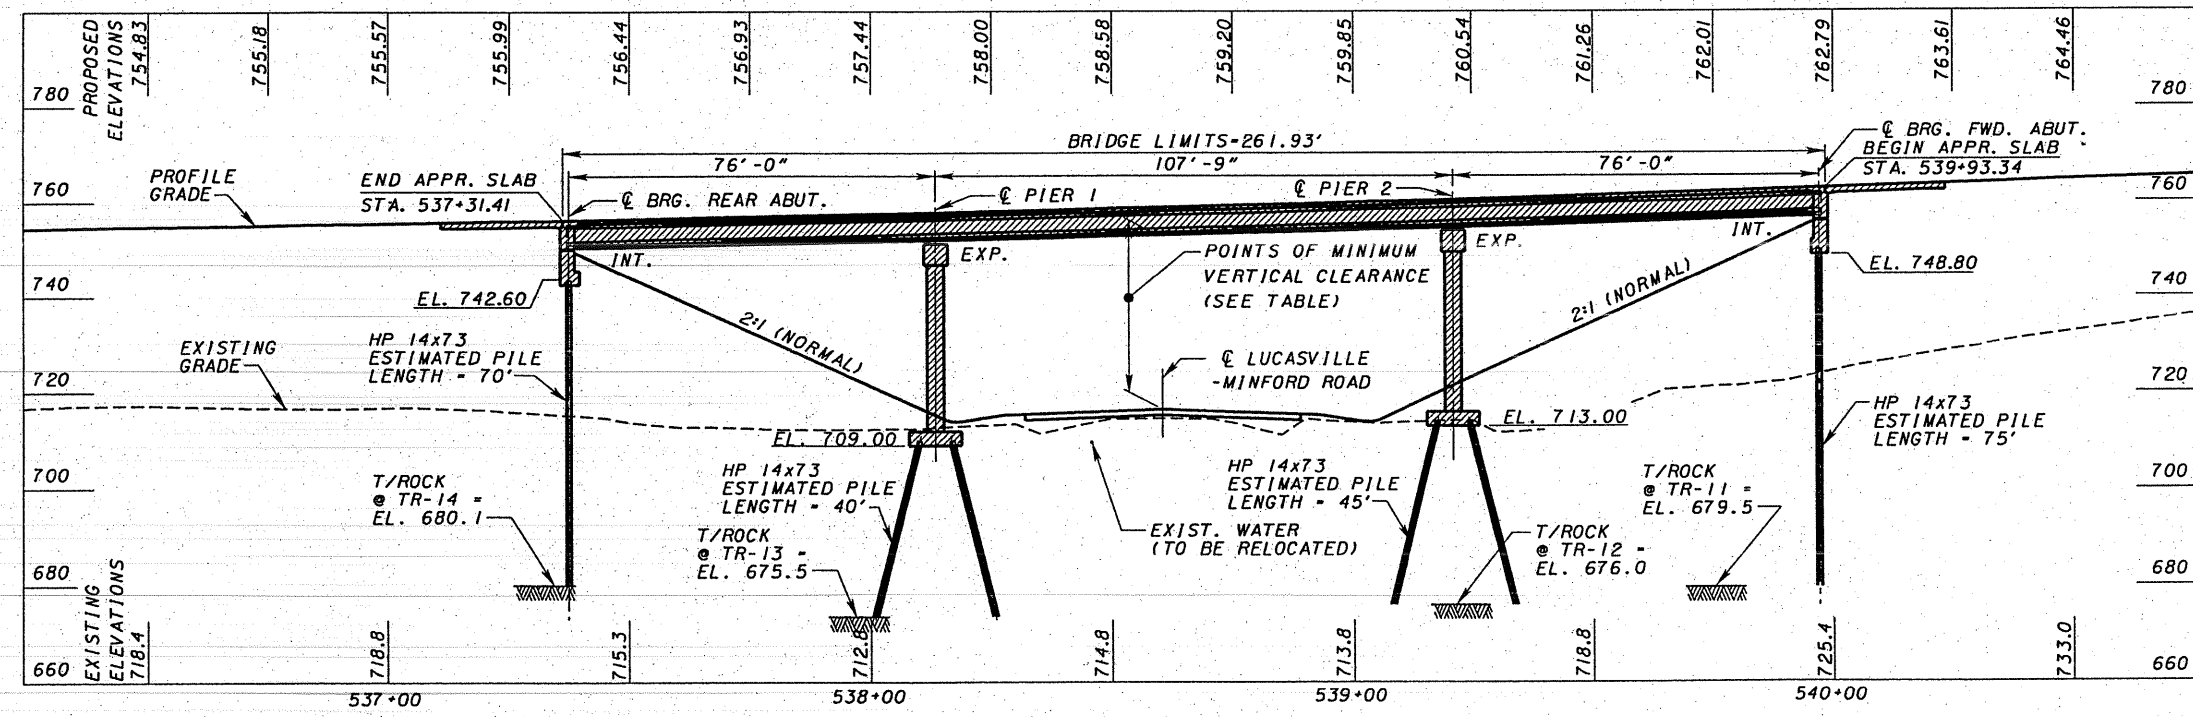 PROPOSED
ELEVATIONS
754.83
755.18
755.57
755.99
756.44
756.93
757.44
758.00
758.58
759.20
759.85
760.54
761.26
762.01
762.79
763.61
764.46
780
780
BRIDGE LIMITS=261.93'
76'-0"
107'-9"
76'-0"
℄ BRG. FWD. ABUT.
BEGIN APPR. SLAB
STA. 539+93.34
PROFILE
GRADE
END APPR. SLAB
STA. 537+31.41
℄ BRG. REAR ABUT.
℄ PIER 1
℄ PIER 2
760
760
INT.
EXP.
POINTS OF MINIMUM
VERTICAL CLEARANCE
(SEE TABLE)
EXP.
INT.
EL. 742.60
EL. 748.80
740
740
2:1 (NORMAL)
2:1 (NORMAL)
EXISTING
GRADE
HP 14x73
ESTIMATED PILE
LENGTH = 70'
℄ LUCASVILLE
-MINFORD ROAD
720
720
EL. 709.00
EL. 713.00
HP 14x73
ESTIMATED PILE
LENGTH = 75'
700
700
T/ROCK
@ TR-14 =
EL. 680.1
HP 14x73
ESTIMATED PILE
LENGTH = 40'
T/ROCK
@ TR-13 =
EL. 675.5
EXIST. WATER
(TO BE RELOCATED)
HP 14x73
ESTIMATED PILE
LENGTH = 45'
T/ROCK
@ TR-12 =
EL. 676.0
T/ROCK
@ TR-11 =
EL. 679.5
680
680
EXISTING
ELEVATIONS
718.4
718.8
715.3
712.8
714.8
713.8
718.8
725.4
733.0
660
660
537+00
538+00
539+00
540+00